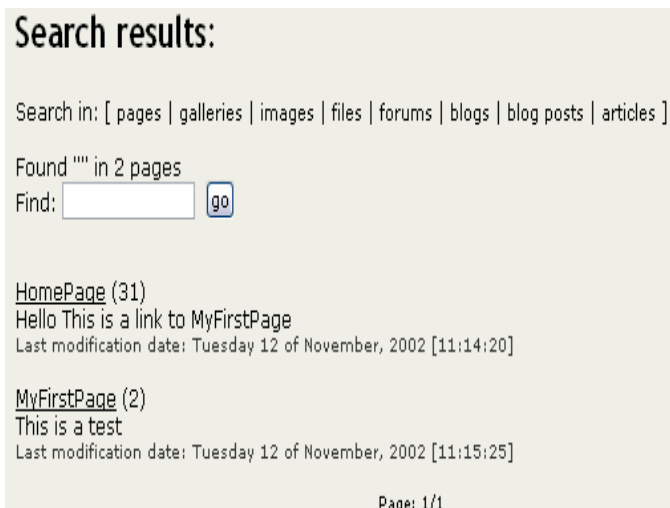 Search results:
Search in: [ pages | galleries | images | files | forums | blogs | blog posts | articles ]
Found "" in 2 pages
Find: go
HomePage (31)
Hello This is a link to MyFirstPage
Last modification date: Tuesday 12 of November, 2002 [11:14:20]
MyFirstPage (2)
This is a test
Last modification date: Tuesday 12 of November, 2002 [11:15:25]
Page: 1/1